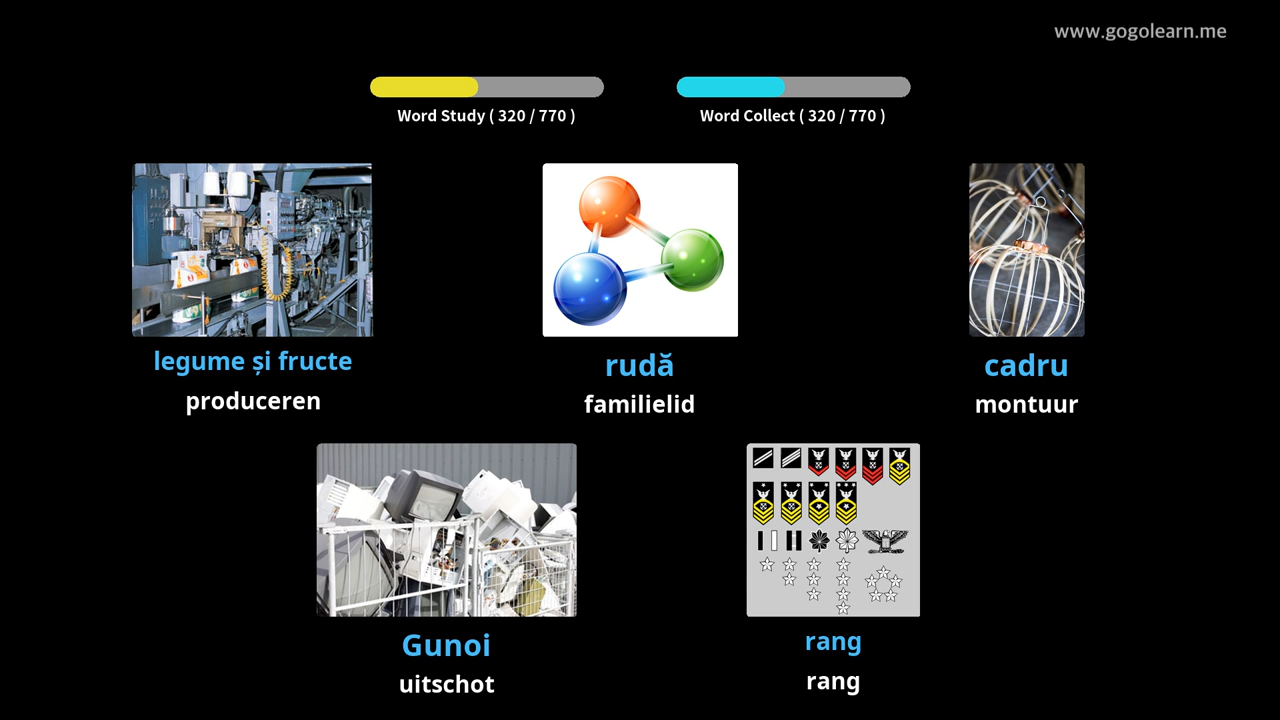 www.gogolearn.me
Word Study ( 320 / 770 )
Word Collect ( 320 / 770 )
legume și fructe
produceren
rudă
familielid
cadru
montuur
Gunoi
uitschot
rang
rang